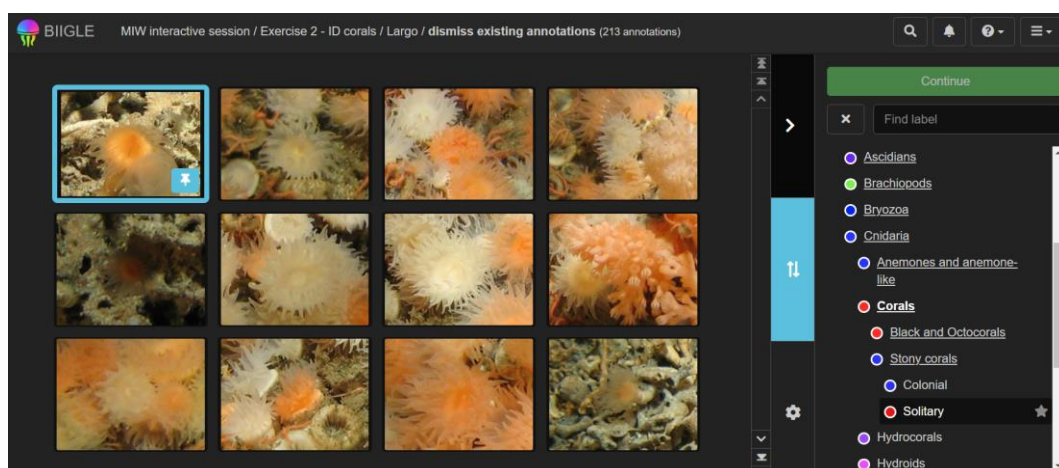 BIIGLE MIW interactive session / Exercise 2 - ID corals / Largo / dismiss existing annotations (213 annotations)
Continue
Find label
Ascidians
Brachiopods
Bryozoa
Cnidaria
Anemones and anemone-
like
Corals
Black and Octocorals
Stony corals
Colonial
Solitary
Hydrocorals
Hydroids